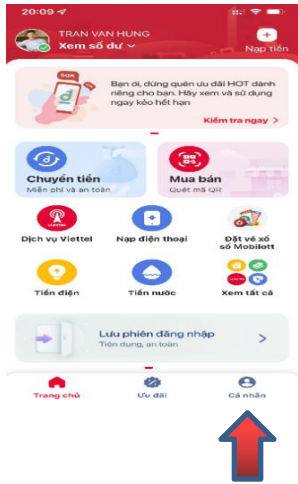 20:09
TRAN VAN HUNG
Xem số dư
Nạp tiền
50K
Bạn ơi, đừng quên ưu đãi HOT dành
riêng cho bạn. Hãy xem và sử dụng
ngay kẻo hết hạn
Kiểm tra ngay >
Chuyển tiền
Miễn phí và an toàn
Mua bán
Quét mã QR
Dịch vụ Viettel
Nạp điện thoại
Đặt vé xổ
số Mobilott
Tiền điện
Tiền nước
Xem tất cả
Lưu phiên đăng nhập
Tiện dụng, an toàn
Trang chủ
Ưu đãi
Cá nhân